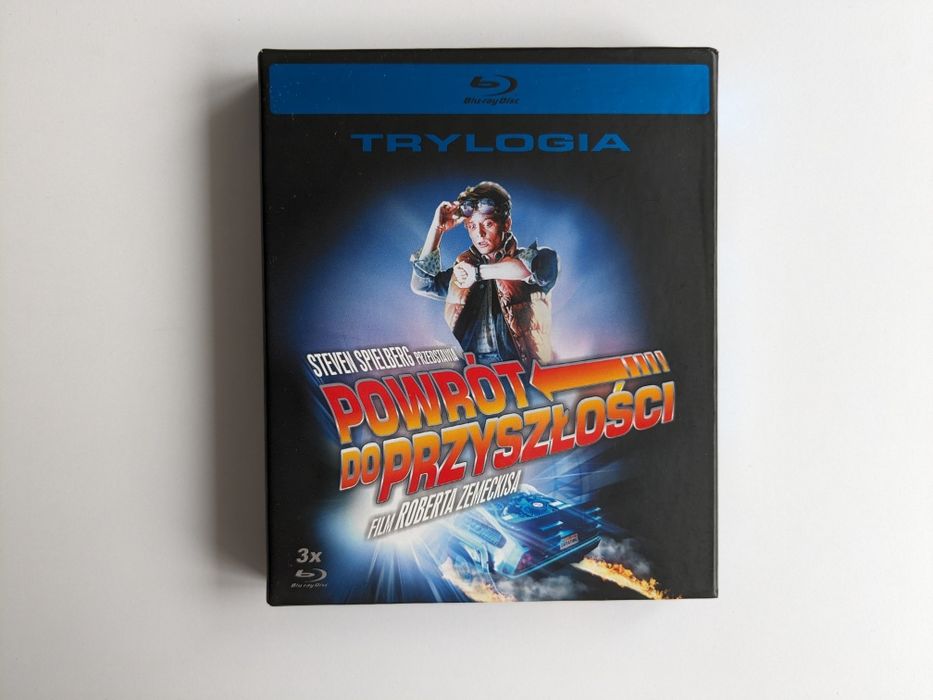 Blu-ray Disc
TRYLOGIA
STEVEN SPIELBERG PRZEDSTAWIA
POWRÓT
DO PRZYSZŁOŚCI
FILM ROBERTA ZEMECKISA
3x
Blu-ray Disc